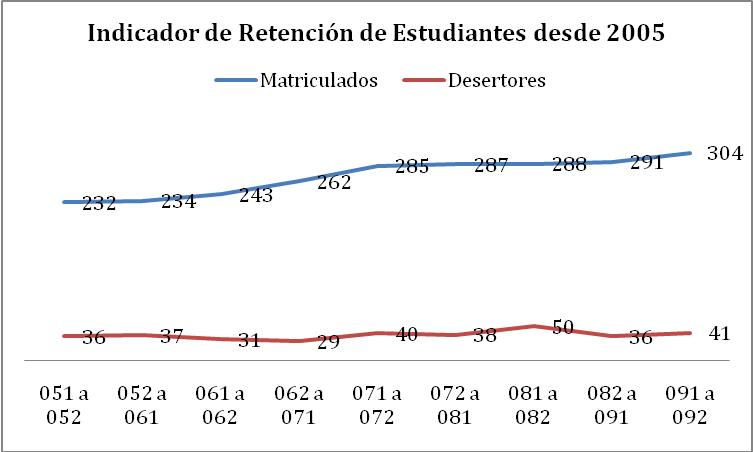 Indicador de Retención de Estudiantes desde 2005
Matriculados Desertores
232 234 243 262 285 287 288 291 304
36 37 31 29 40 38 50 36 41
051 a 052 a 061 a 062 a 071 a 072 a 081 a 082 a 091 a
052 061 062 071 072 081 082 091 092